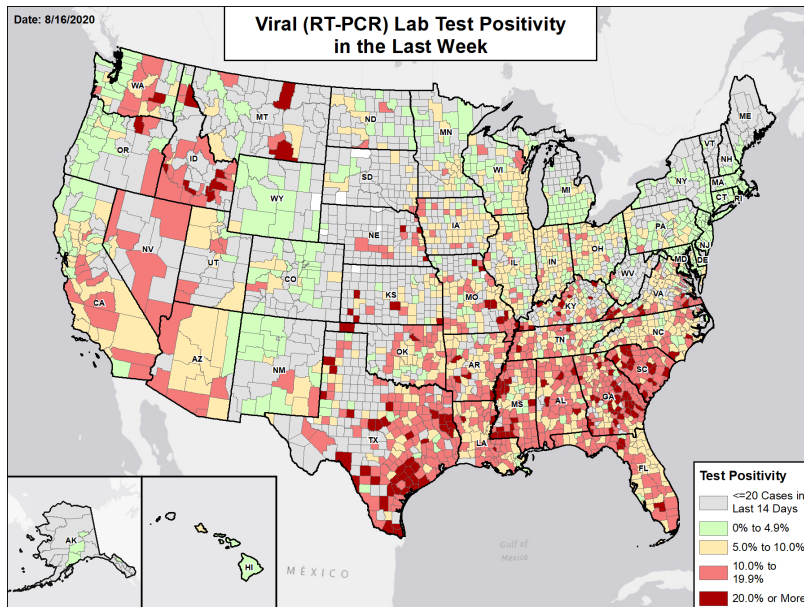 Date: 8/16/2020
Viral (RT-PCR) Lab Test Positivity
in the Last Week
WA
MT
ND
MN
ME
OR
ID
SD
WI
MI
VT
NH
NY
MA
CT
RI
WY
NE
IA
PA
NJ
NV
UT
CO
IL
IN
OH
MD
DE
WV
VA
CA
KS
MO
KY
AZ
NM
OK
AR
TN
NC
SC
MS
AL
GA
TX
LA
FL
AK
HI
MÉXICO
Gulf of
Mexico
Test Positivity
<=20 Cases in
Last 14 Days
0% to 4.9%
5.0% to 10.0%
10.0% to
19.9%
20.0% or More